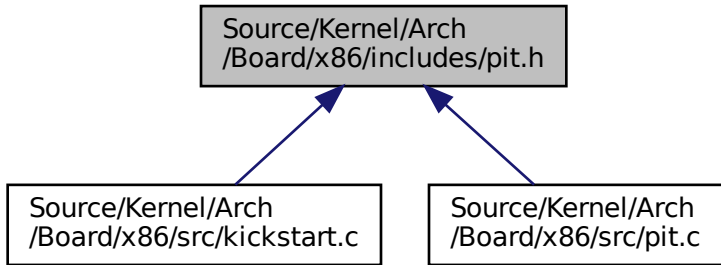 Source/Kernel/Arch
/Board/x86/includes/pit.h
Source/Kernel/Arch
/Board/x86/src/kickstart.c
Source/Kernel/Arch
/Board/x86/src/pit.c